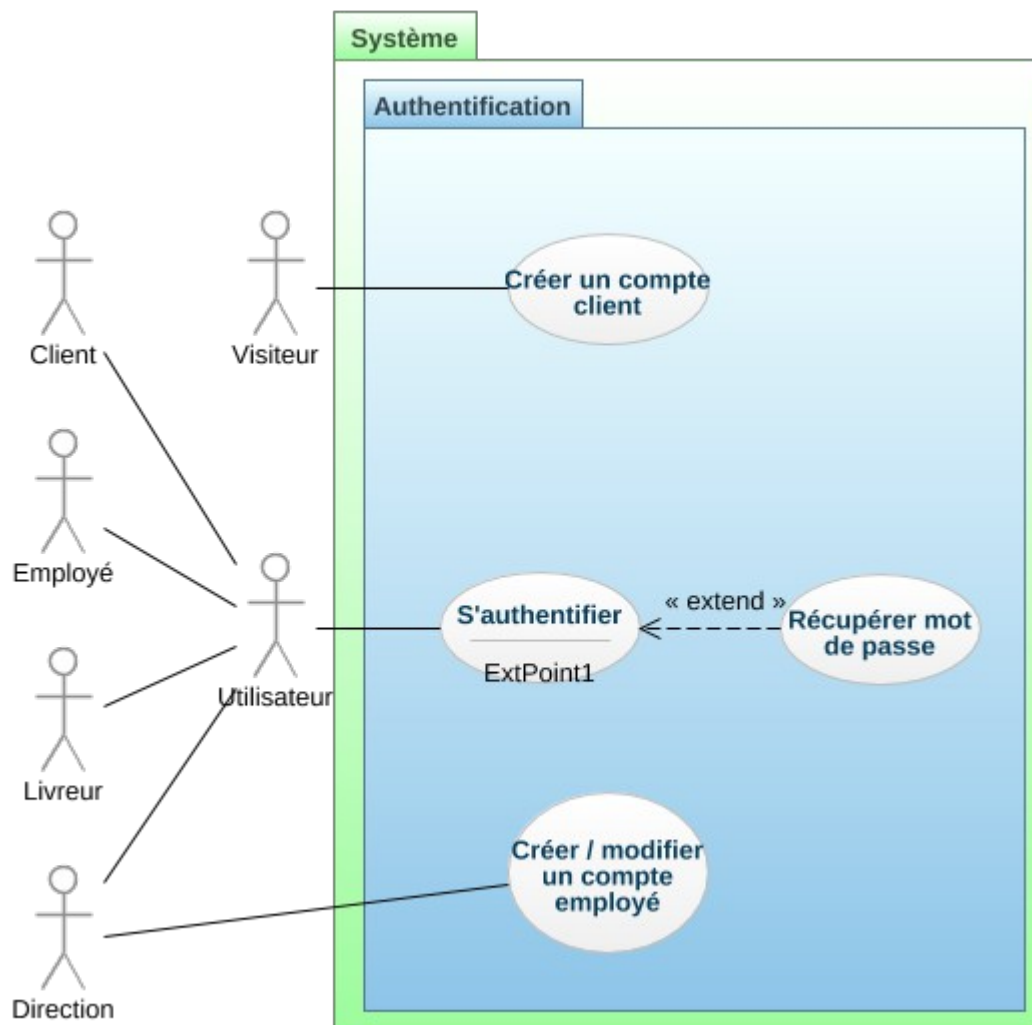 Système
Authentification
Client
Visiteur
Créer un compte
client
Employé
Utilisateur
S'authentifier
ExtPoint1
« extend »
Récupérer mot
de passe
Livreur
Créer / modifier
un compte
employé
Direction